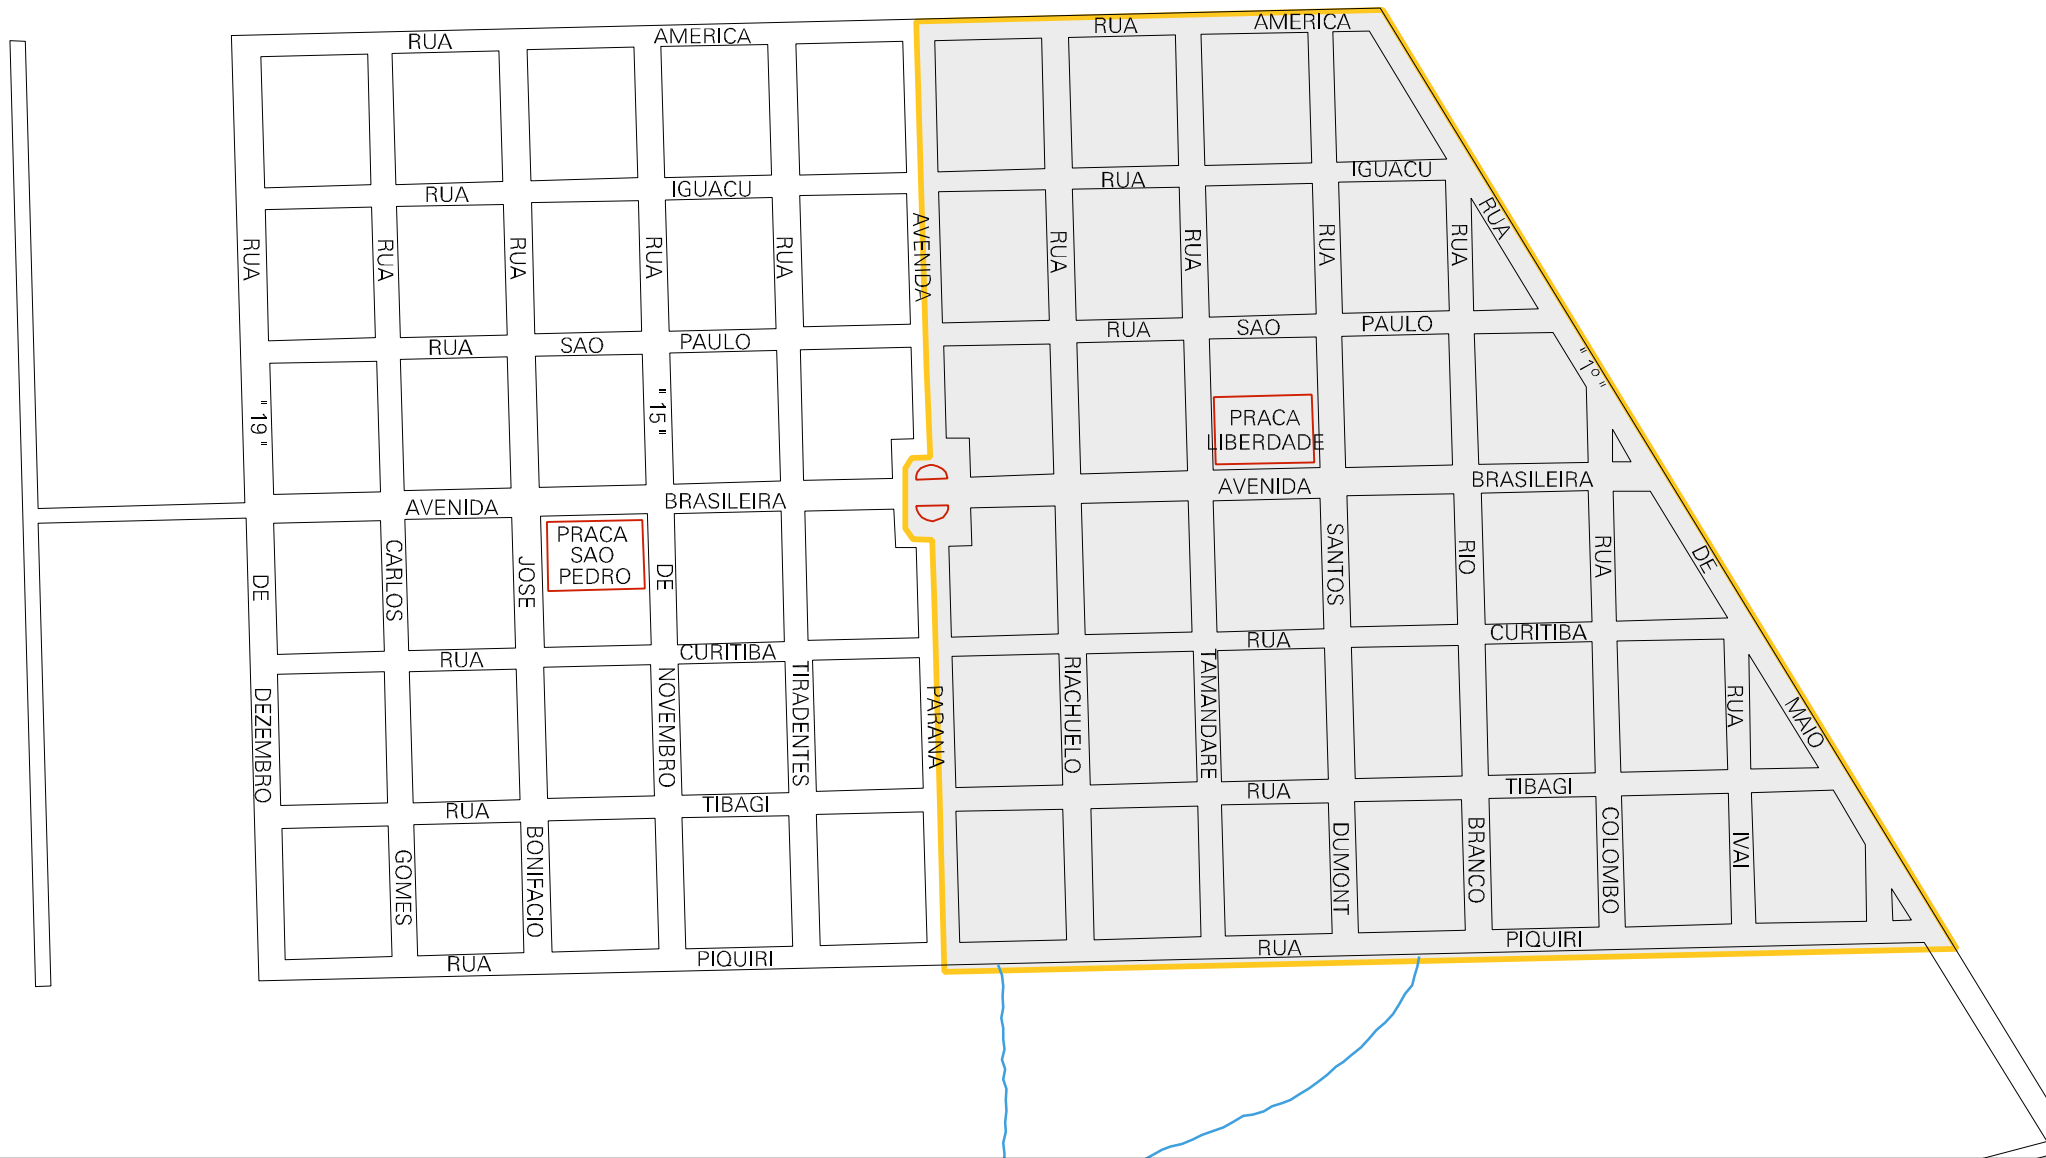 RUA AMERICA RUA AMERICA
RUA IGUACU RUA IGUACU
RUA RUA RUA RUA RUA AVENIDA RUA RUA RUA RUA RUA
RUA SAO PAULO RUA SAO PAULO
" 19 " " 15 " " 1º "
PRACA
LIBERDADE
AVENIDA BRASILEIRA AVENIDA BRASILEIRA
PRACA
SAO
PEDRO
DE CARLOS JOSE DE SANTOS RIO RUA DE
RUA CURITIBA RUA CURITIBA
DEZEMBRO NOVEMBRO TIRADENTES PARANA RIACHUELO TAMANDARE RUA MAIO
RUA TIBAGI RUA TIBAGI
GOMES BONIFACIO DUMONT BRANCO COLOMBO IVAI
RUA PIQUIRI RUA PIQUIRI